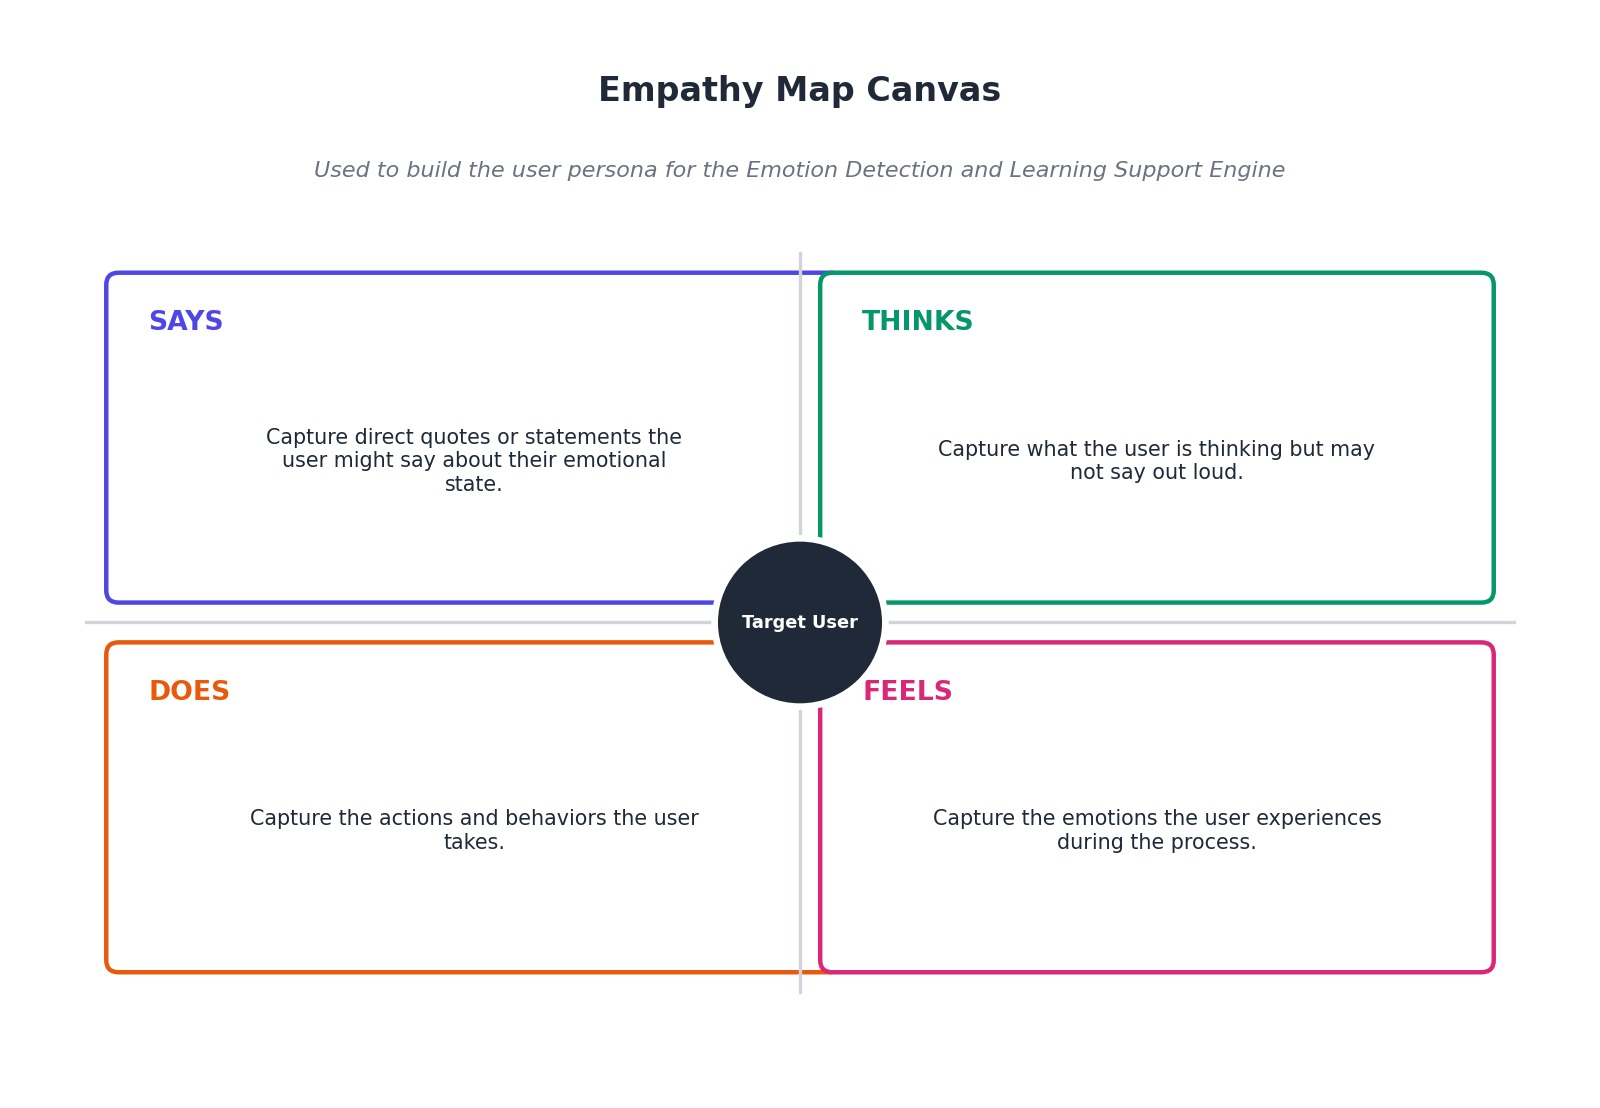 Empathy Map Canvas
Used to build the user persona for the Emotion Detection and Learning Support Engine
SAYS
Capture direct quotes or statements the
user might say about their emotional
state.
THINKS
Capture what the user is thinking but may
not say out loud.
Target User
DOES
Capture the actions and behaviors the user
takes.
FEELS
Capture the emotions the user experiences
during the process.